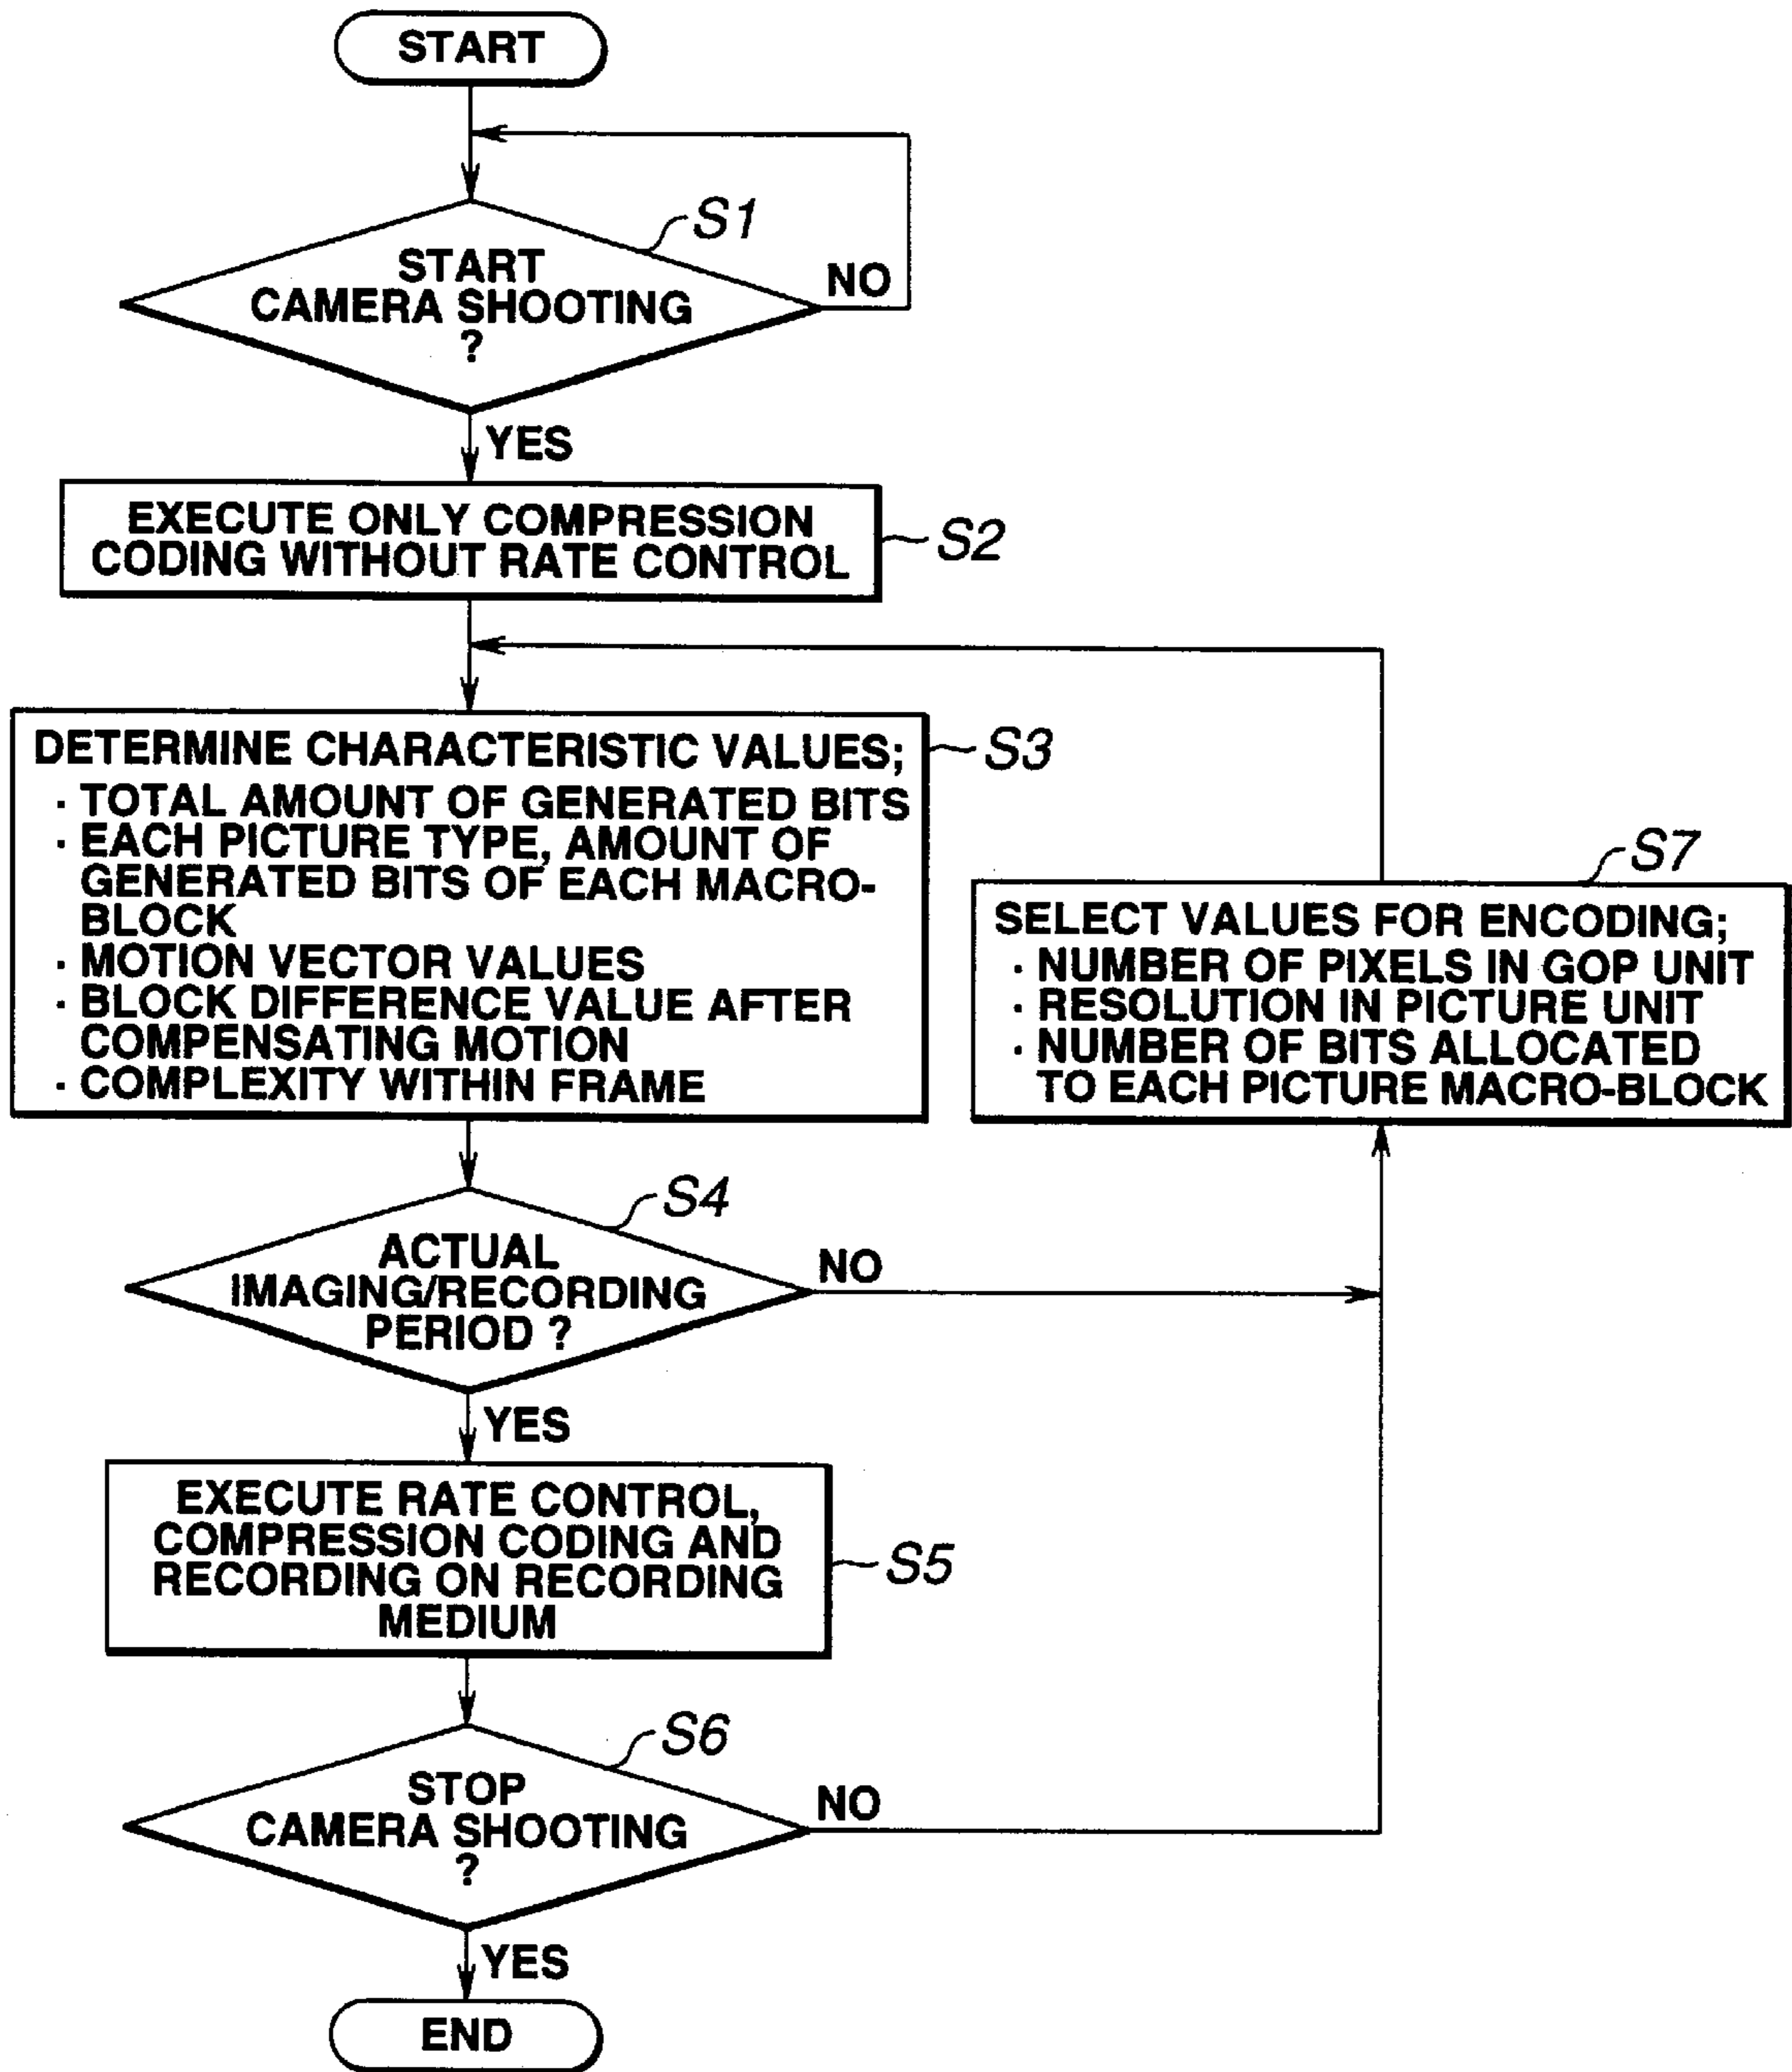 START
S1
START
CAMERA SHOOTING
?
NO
YES
EXECUTE ONLY COMPRESSION
CODING WITHOUT RATE CONTROL
S2
DETERMINE CHARACTERISTIC VALUES;
· TOTAL AMOUNT OF GENERATED BITS
· EACH PICTURE TYPE, AMOUNT OF
GENERATED BITS OF EACH MACRO-
BLOCK
· MOTION VECTOR VALUES
· BLOCK DIFFERENCE VALUE AFTER
COMPENSATING MOTION
· COMPLEXITY WITHIN FRAME
S3
S7
SELECT VALUES FOR ENCODING;
· NUMBER OF PIXELS IN GOP UNIT
· RESOLUTION IN PICTURE UNIT
· NUMBER OF BITS ALLOCATED
TO EACH PICTURE MACRO-BLOCK
S4
ACTUAL
IMAGING/RECORDING
PERIOD ?
NO
YES
EXECUTE RATE CONTROL,
COMPRESSION CODING AND
RECORDING ON RECORDING
MEDIUM
S5
S6
STOP
CAMERA SHOOTING
?
NO
YES
END